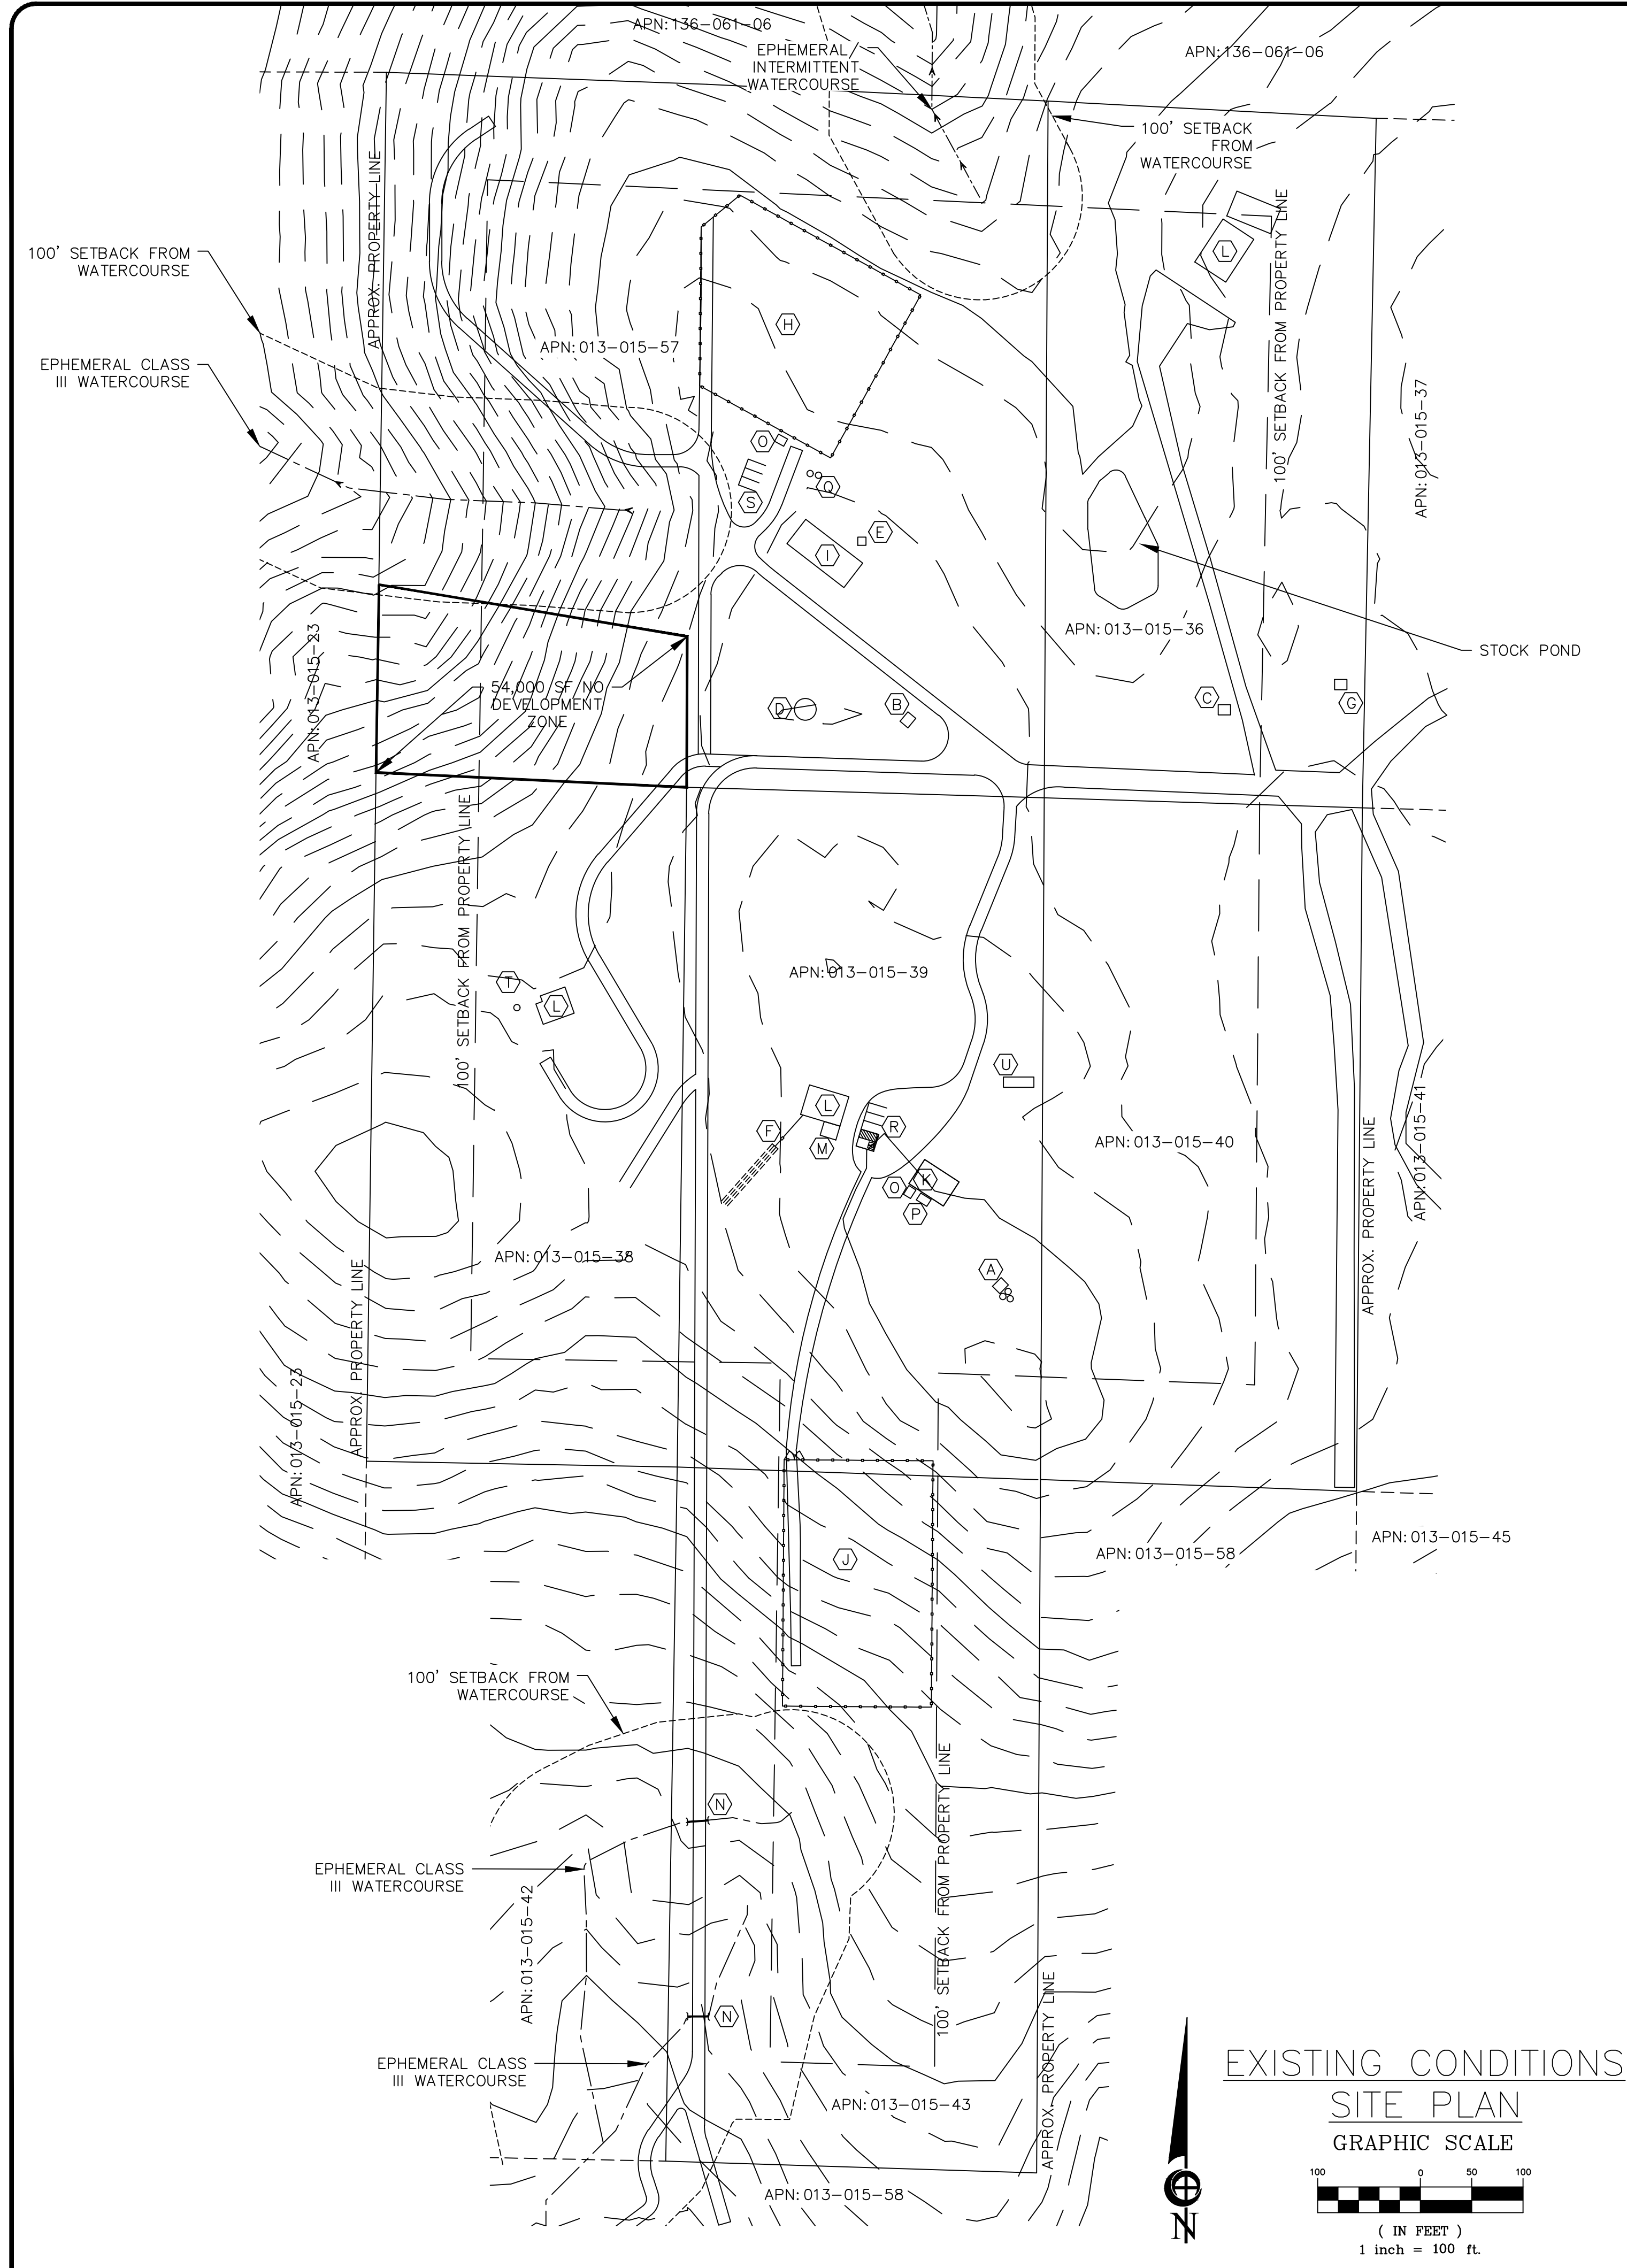 APN: 136-061-06
EPHEMERAL
INTERMITTENT
WATERCOURSE
APN: 136-061-06
100' SETBACK
FROM
WATERCOURSE
APPROX. PROPERTY LINE
100' SETBACK FROM PROPERTY LINE
L
100' SETBACK FROM
WATERCOURSE
H
APN: 013-015-57
EPHEMERAL CLASS
III WATERCOURSE
APN: 013-015-37
O
S
Q
E
I
APN: 013-015-36
STOCK POND
APN: 013-015-23
54,000 SF NO
DEVELOPMENT
ZONE
D
B
C
G
100' SETBACK FROM PROPERTY LINE
APN: 013-015-39
T
L
U
L
F
M
R
APN: 013-015-40
APN: 013-015-41
K
O
P
APPROX. PROPERTY LINE
APN: 013-015-38
A
APPROX. PROPERTY LINE
APN: 013-015-23
APN: 013-015-45
APN: 013-015-58
J
100' SETBACK FROM
WATERCOURSE
100' SETBACK FROM PROPERTY LINE
N
EPHEMERAL CLASS
III WATERCOURSE
APN: 013-015-42
N
APPROX. PROPERTY LINE
EPHEMERAL CLASS
III WATERCOURSE
APN: 013-015-43
APN: 013-015-58
N
EXISTING CONDITIONS
SITE PLAN
GRAPHIC SCALE
100 0 50 100
( IN FEET )
1 inch = 100 ft.